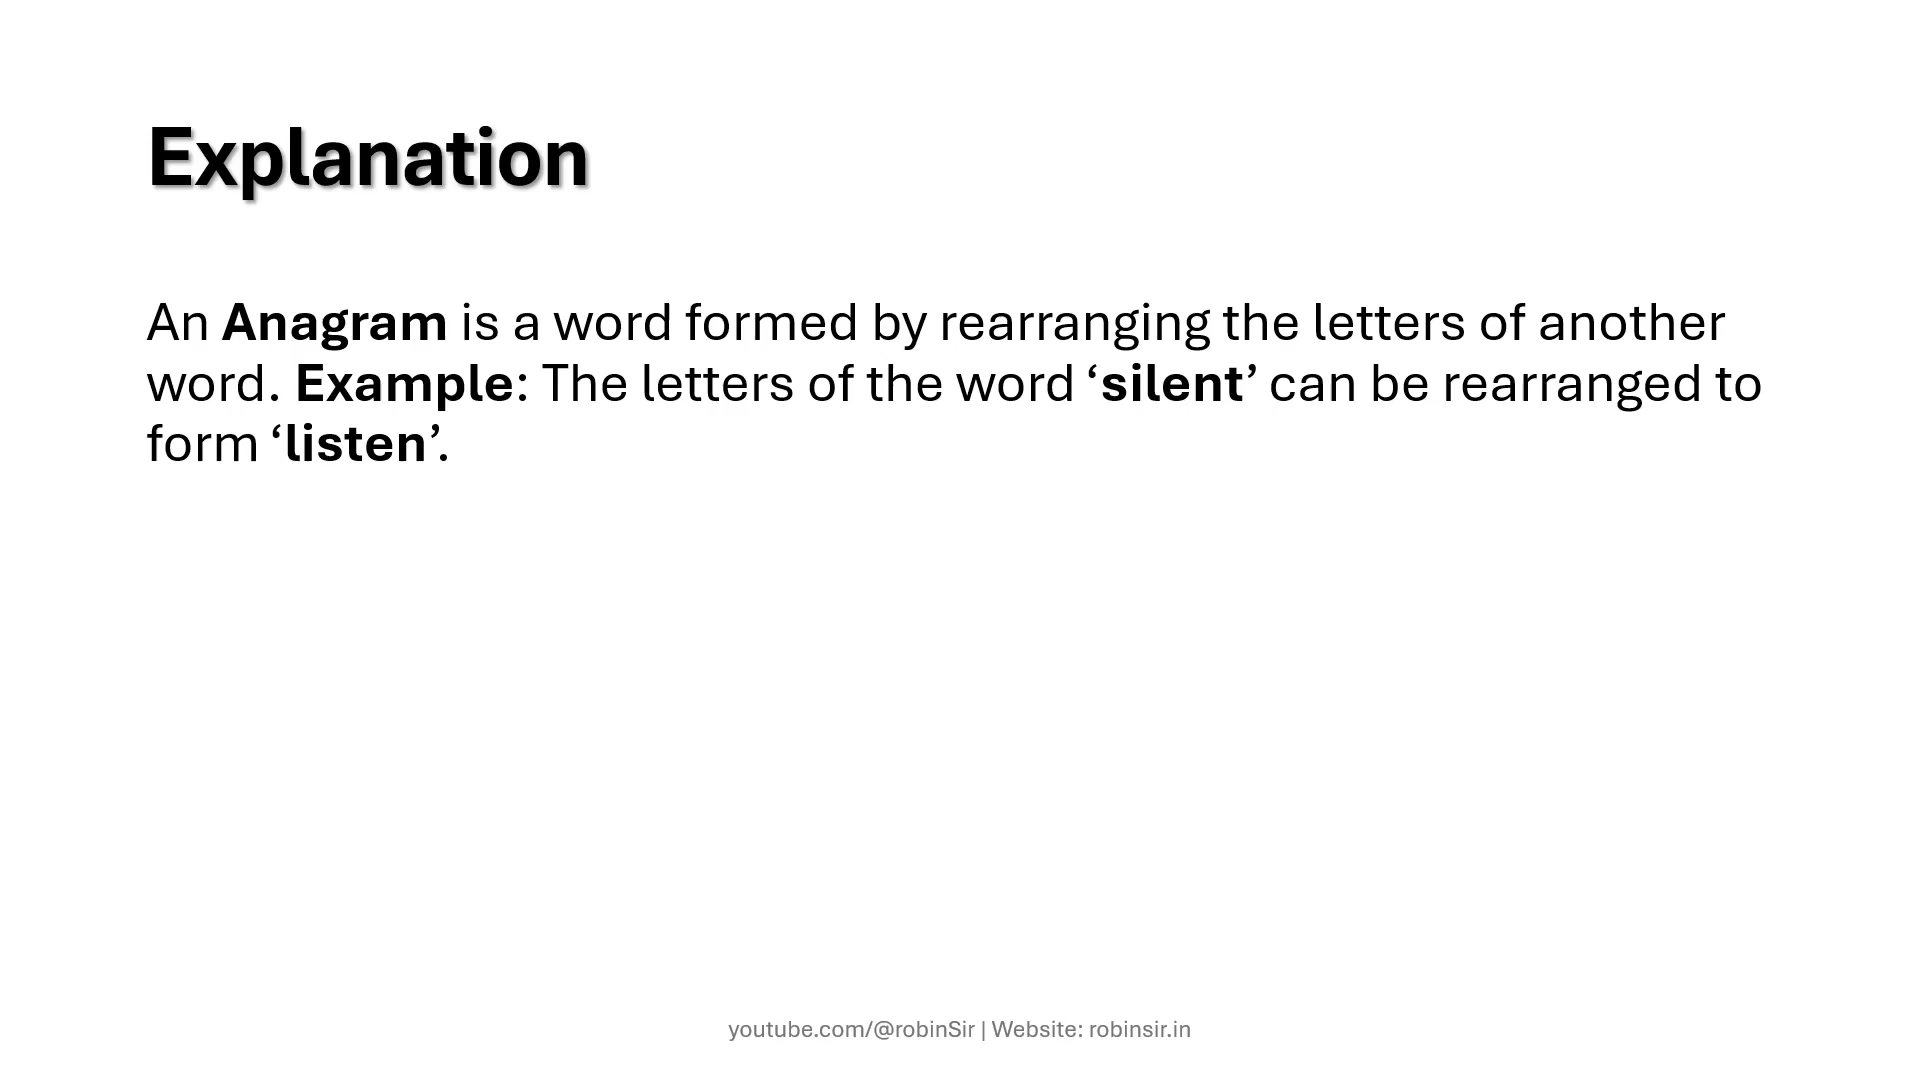 Explanation
An Anagram is a word formed by rearranging the letters of another
word. Example: The letters of the word ‘silent’ can be rearranged to
form ‘listen’.
youtube.com/@robinSir | Website: robinsir.in